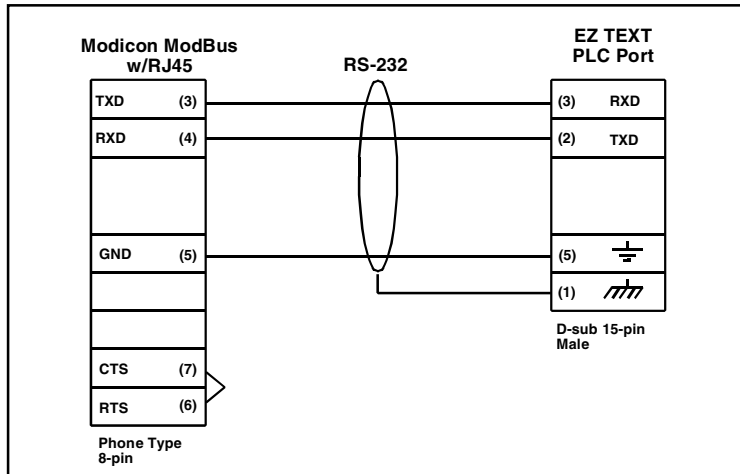 Modicon ModBus
w/RJ45
RS-232
EZ TEXT
PLC Port
TXD (3)
(3) RXD
RXD (4)
(2) TXD
GND (5)
(5)
(1)
D-sub 15-pin
Male
CTS (7)
RTS (6)
Phone Type
8-pin